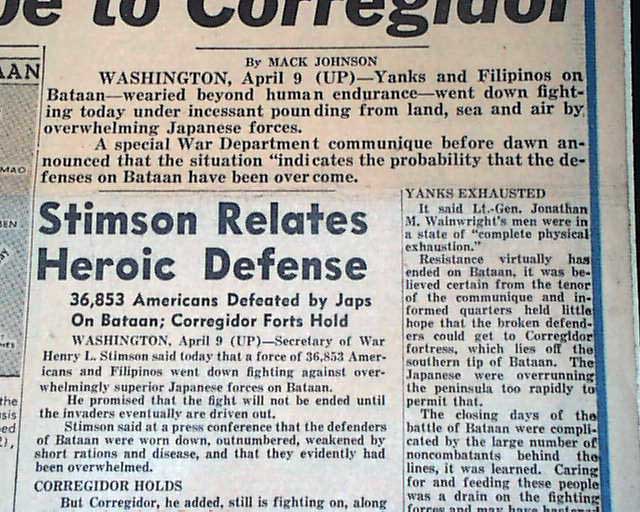 be to Corregidor
AAN
MAO
BEN
the
sis
ed
2),
By MACK JOHNSON
WASHINGTON, April 9 (UP)—Yanks and Filipinos on
Bataan—wearied beyond human endurance—went down fight-
ing today under incessant pounding from land, sea and air by
overwhelming Japanese forces.
A special War Department communique before dawn an-
nounced that the situation "indicates the probability that the de-
fenses on Bataan have been overcome.
Stimson Relates
Heroic Defense
36,853 Americans Defeated by Japs
On Bataan; Corregidor Forts Hold
WASHINGTON, April 9 (UP)—Secretary of War
Henry L. Stimson said today that a force of 36,853 Amer-
icans and Filipinos went down fighting against over-
whelmingly superior Japanese forces on Bataan.
He promised that the fight will not be ended until
the invaders eventually are driven out.
Stimson said at a press conference that the defenders
of Bataan were worn down, outnumbered, weakened by
short rations and disease, and that they evidently had
been overwhelmed.
CORREGIDOR HOLDS
But Corregidor, he added, still is fighting on, along
YANKS EXHAUSTED
It said Lt.-Gen. Jonathan
M. Wainwright's men were in
a state of "complete physical
exhaustion."
Resistance virtually has
ended on Bataan, it was be-
lieved certain from the tenor
of the communique and in-
formed quarters held little
hope that the broken defend-
ers could get to Corregidor
fortress, which lies off the
southern tip of Bataan. The
Japanese were overrunning
the peninsula too rapidly to
permit that.
The closing days of the
battle of Bataan were compli-
cated by the large number of
noncombatants behind the
lines, it was learned. Caring
for and feeding these people
was a drain on the fighting
forces and may have hastened